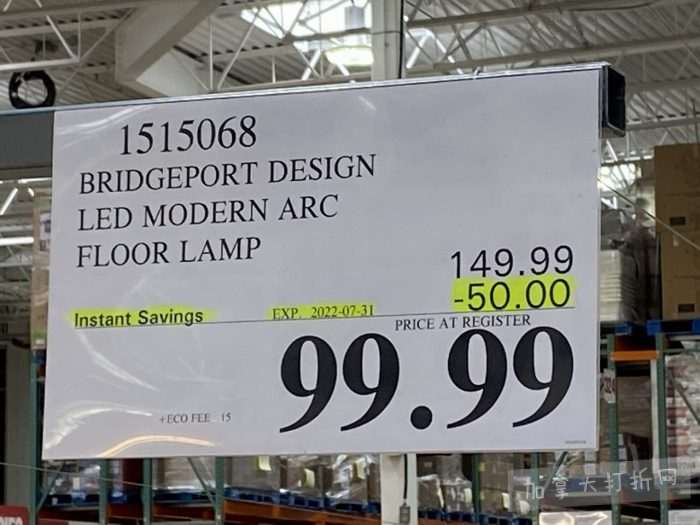 1515068
BRIDGEPORT DESIGN
LED MODERN ARC
FLOOR LAMP
149.99
-50.00
Instant Savings EXP. 2022-07-31
PRICE AT REGISTER
99.99
+ECO FEE 15
加拿大打折网